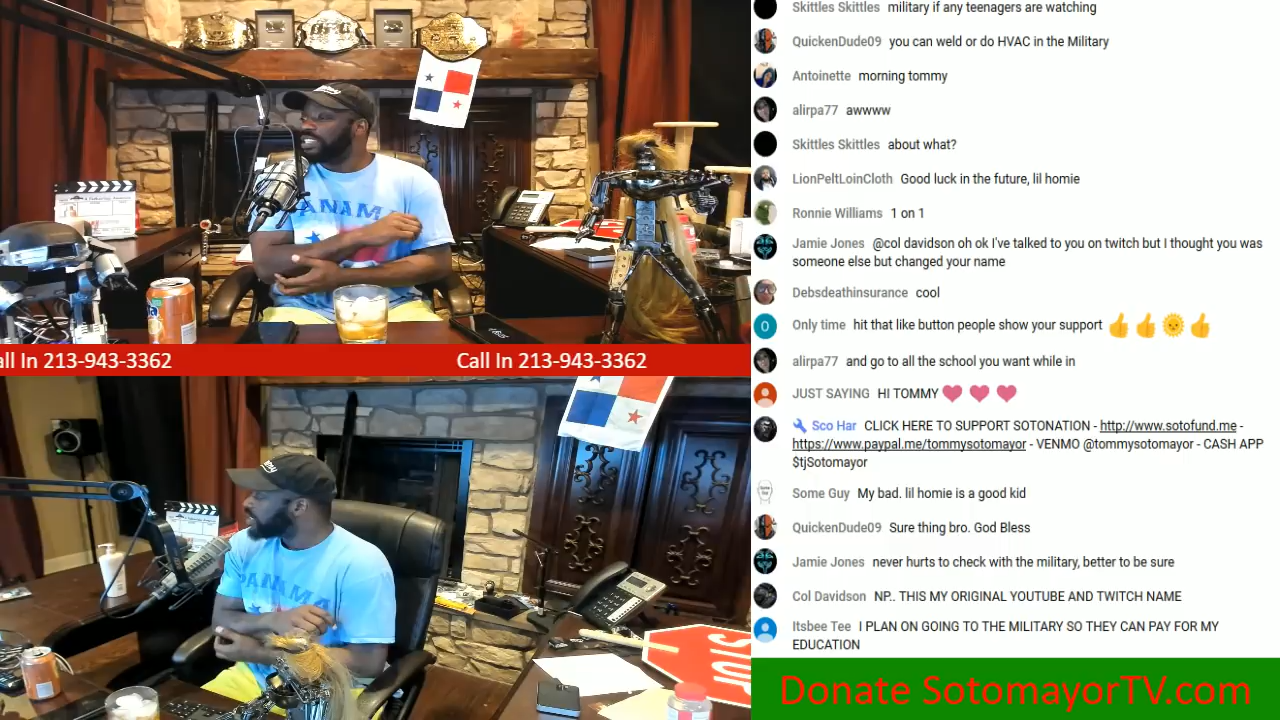 PANAMA
all In 213-943-3362
Call In 213-943-3362
PANAMA
Skittles Skittles military if any teenagers are watching
QuickenDude09 you can weld or do HVAC in the Military
Antoinette morning tommy
alirpa77 awwww
Skittles Skittles about what?
LionPeltLoinCloth Good luck in the future, lil homie
Ronnie Williams 1 on 1
Jamie Jones @col davidson oh ok I've talked to you on twitch but I thought you was
someone else but changed your name
Debsdeathinsurance cool
O
Only time hit that like button people show your support 👍 👍 🌞 👍
alirpa77 and go to all the school you want while in
JUST SAYING HI TOMMY ♥ ♥ ♥
Sco Har CLICK HERE TO SUPPORT SOTONATION - http://www.sotofund.me -
https://www.paypal.me/tommysotomayor - VENMO @tommysotomayor - CASH APP
$tjSotomayor
Some Guy My bad. lil homie is a good kid
QuickenDude09 Sure thing bro. God Bless
Jamie Jones never hurts to check with the military, better to be sure
Col Davidson NP.. THIS MY ORIGINAL YOUTUBE AND TWITCH NAME
Itsbee Tee I PLAN ON GOING TO THE MILITARY SO THEY CAN PAY FOR MY
EDUCATION
Donate SotomayorTV.com